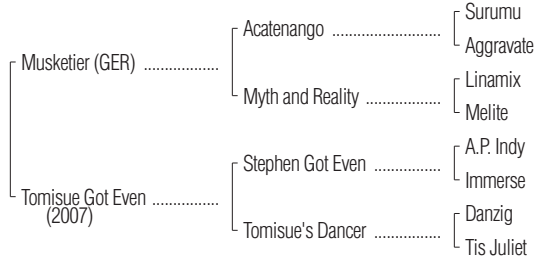 Surumu
Acatenango ........................
Aggravate
Musketier (GER) .................
Linamix
Myth and Reality .................
Melite
A.P. Indy
Stephen Got Even ...............
Immerse
Tomisue Got Even ...............
(2007)
Danzig
Tomisue's Dancer ...............
Tis Juliet